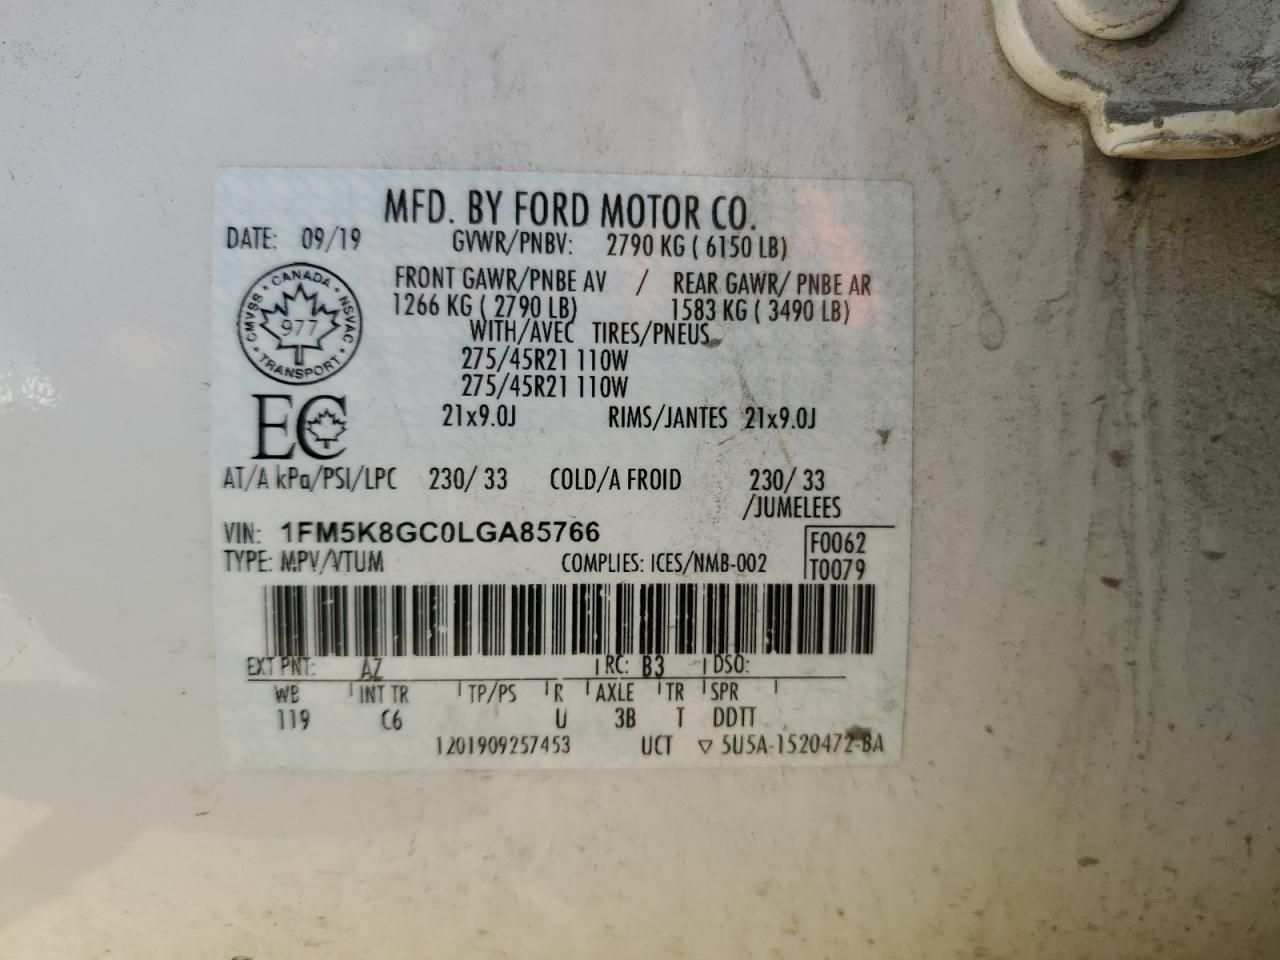 MFD. BY FORD MOTOR CO.
DATE: 09/19 GVWR/PNBV: 2790 KG ( 6150 LB)
FRONT GAWR/PNBE AV / REAR GAWR/ PNBE AR
1266 KG ( 2790 LB) 1583 KG ( 3490 LB)
WITH/AVEC TIRES/PNEUS
275/45R21 110W
275/45R21 110W
21x9.0J RIMS/JANTES 21x9.0J
CANADA
CMVSS NSVAC
977
TRANSPORT
EC
AT/A kPa/PSI/LPC 230/ 33 COLD/A FROID 230/ 33
/JUMELEES
VIN: 1FM5K8GC0LGA85766
F0062
TYPE: MPV/VTUM COMPLIES: ICES/NMB-002
T0079
EXT PNT: AZ RC: B3 DSO:
WB INT TR TP/PS R AXLE TR SPR
119 C6 U 3B T DDTT
1201909257453 UCT ▽ 5U5A-1520472-BA